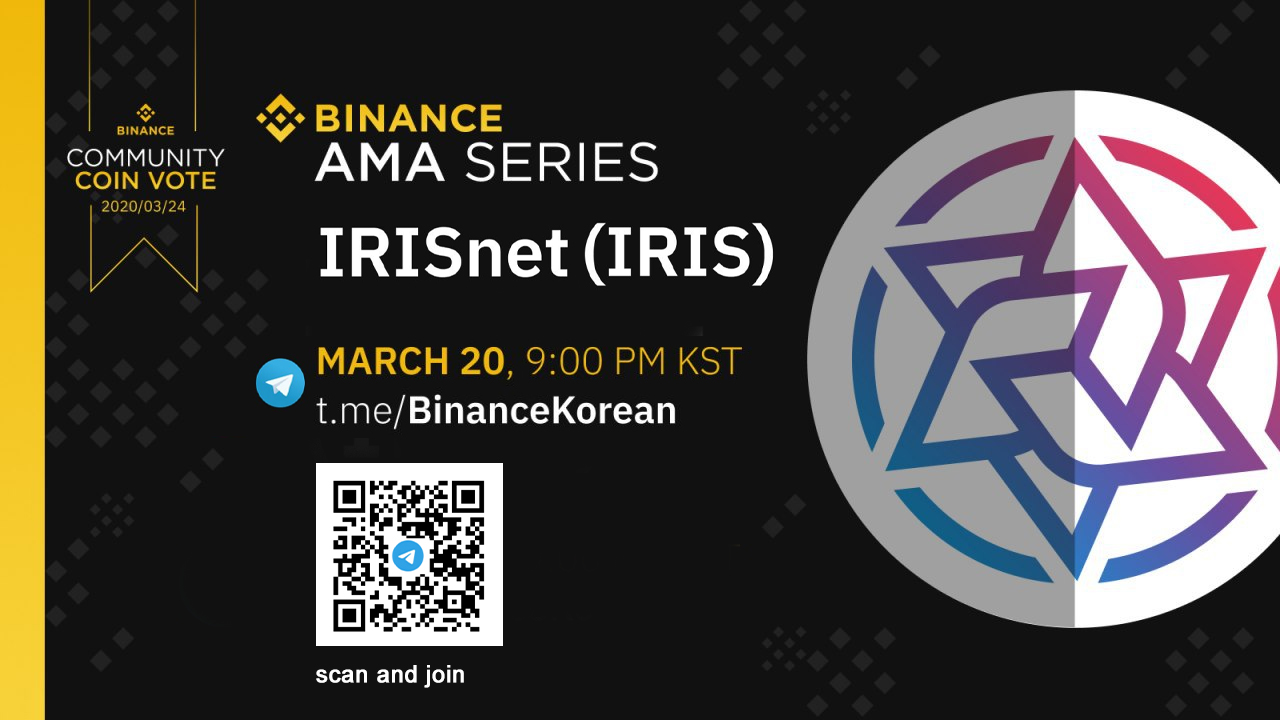 BINANCE
COMMUNITY
COIN VOTE
2020/03/24
BINANCE
AMA SERIES
IRISnet (IRIS)
MARCH 20, 9:00 PM KST
t.me/BinanceKorean
scan and join